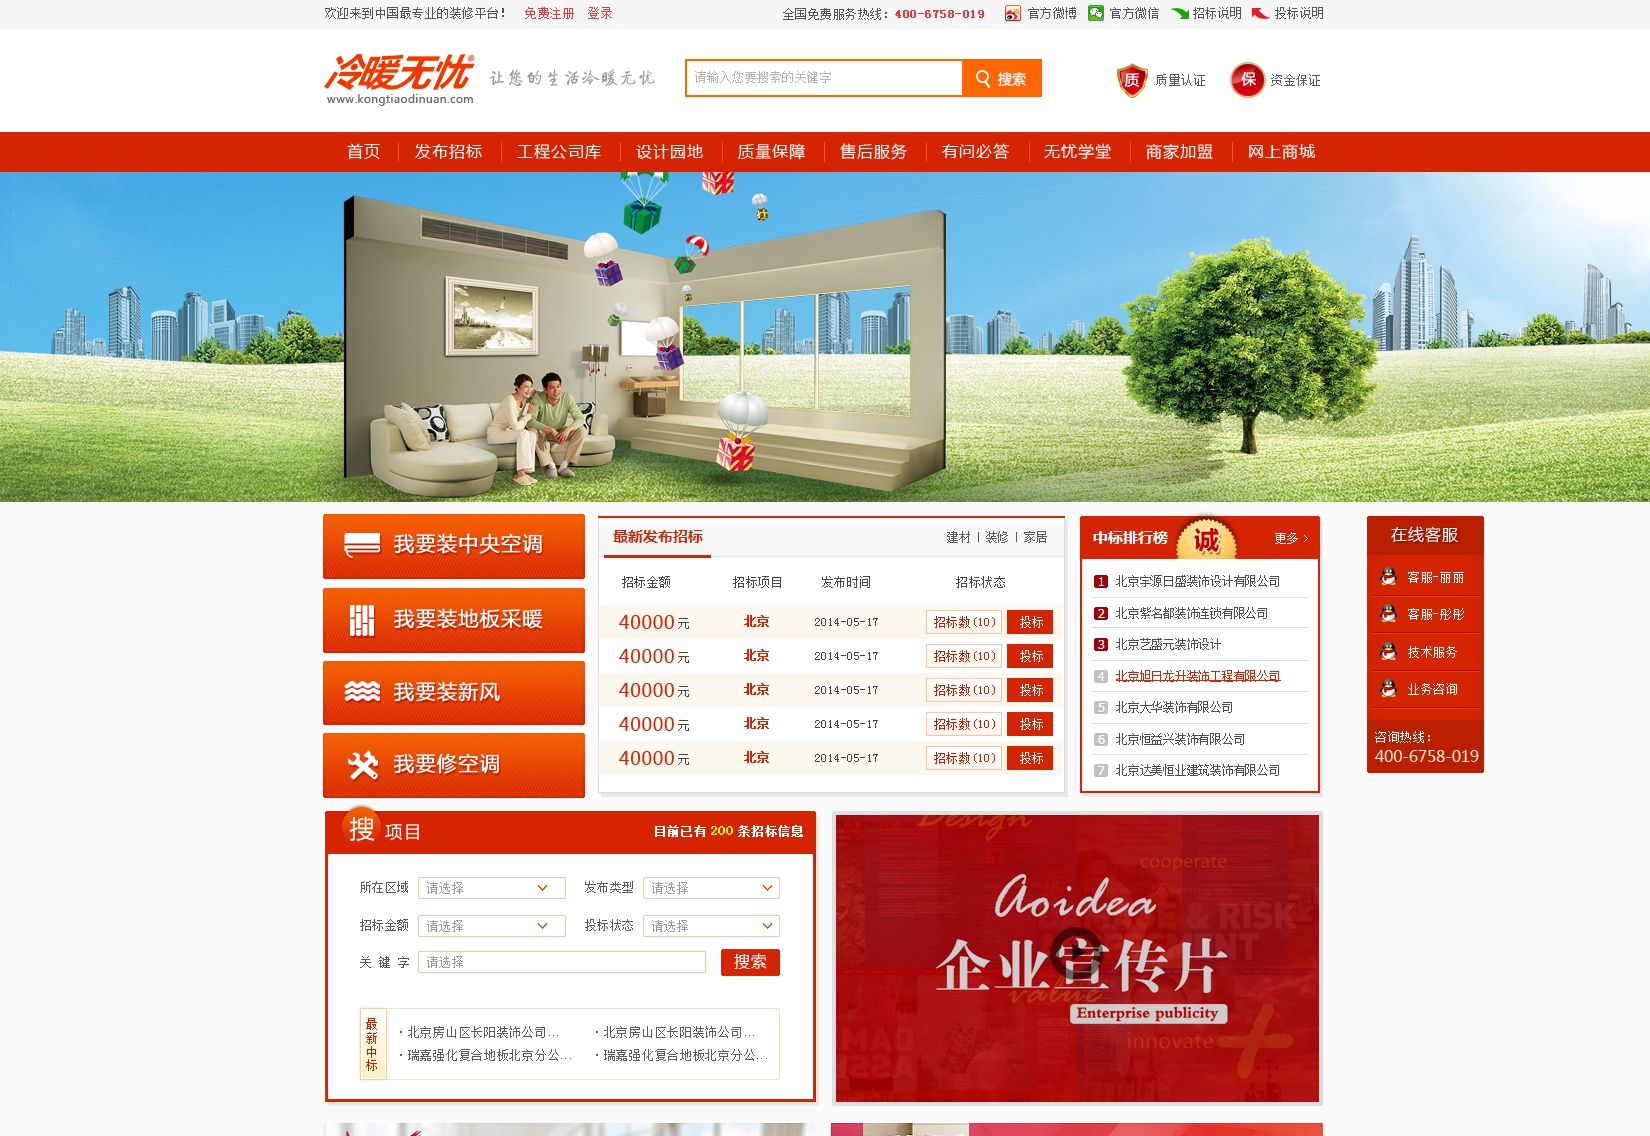 欢迎来到中国最专业的装修平台！ 免费注册 登录
全国免费服务热线：400-6758-019 官方微博 官方微信 招标说明 投标说明
冷暖无忧
www.kongtiaodinuan.com
让您的生活冷暖无忧
请输入您要搜索的关键字 搜索
质 质量认证 保 资金保证
首页 发布招标 工程公司库 设计园地 质量保障 售后服务 有问必答 无忧学堂 商家加盟 网上商城
我要装中央空调
我要装地板采暖
我要装新风
我要修空调
最新发布招标 建材 | 装修 | 家居
招标金额 招标项目 发布时间 招标状态
40000元 北京 2014-05-17 招标数(10) 投标
40000元 北京 2014-05-17 招标数(10) 投标
40000元 北京 2014-05-17 招标数(10) 投标
40000元 北京 2014-05-17 招标数(10) 投标
40000元 北京 2014-05-17 招标数(10) 投标
中标排行榜 诚 更多 >
1 北京宇源日盛装饰设计有限公司
2 北京紫名都装饰连锁有限公司
3 北京艺盛元装饰设计
4 北京旭日龙升装饰工程有限公司
5 北京大华装饰有限公司
6 北京恒益兴装饰有限公司
7 北京达美恒业建筑装饰有限公司
在线客服
客服-丽丽
客服-彤彤
技术服务
业务咨询
咨询热线：
400-6758-019
搜 项目 目前已有 200 条招标信息
所在区域 请选择 发布类型 请选择
招标金额 请选择 投标状态 请选择
关 键 字 请选择 搜索
最新中标
·北京房山区长阳装饰公司... ·北京房山区长阳装饰公司...
·瑞嘉强化复合地板北京分公... ·瑞嘉强化复合地板北京分公...
Design
cooperate
Aoidea
E & RISK
企业宣传片
value
Enterprise publicity
innovate